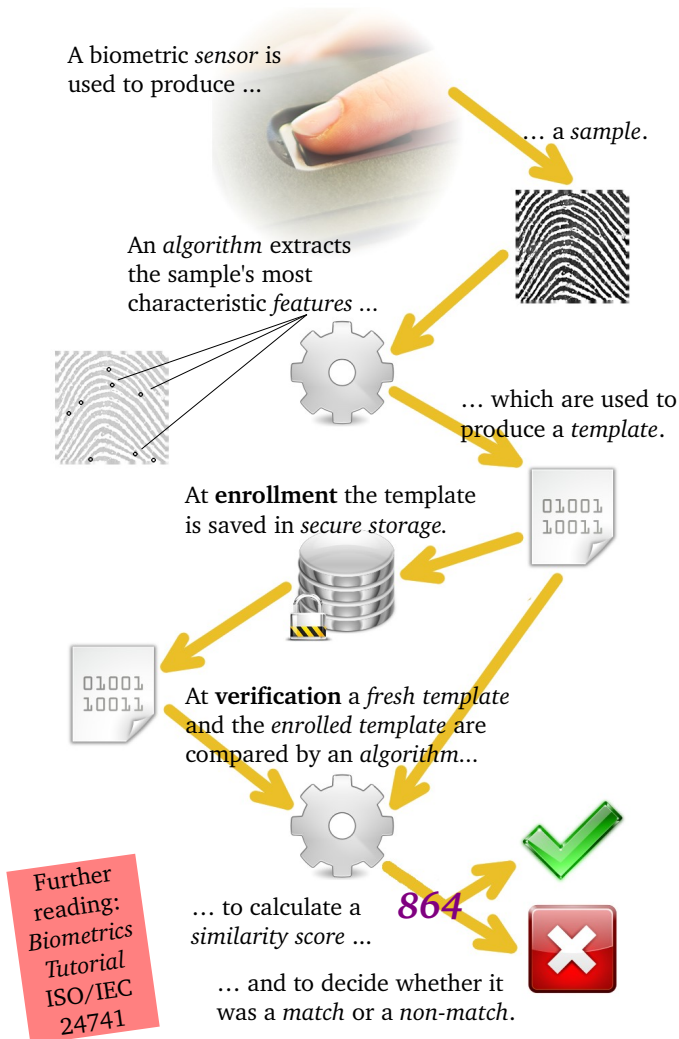 A biometric sensor is
used to produce ...
... a sample.
An algorithm extracts
the sample's most
characteristic features ...
... which are used to
produce a template.
01001
10011
At enrollment the template
is saved in secure storage.
01001
10011
At verification a fresh template
and the enrolled template are
compared by an algorithm...
... to calculate a
similarity score ...
864
... and to decide whether it
was a match or a non-match.
Further
reading:
Biometrics
Tutorial
ISO/IEC
24741